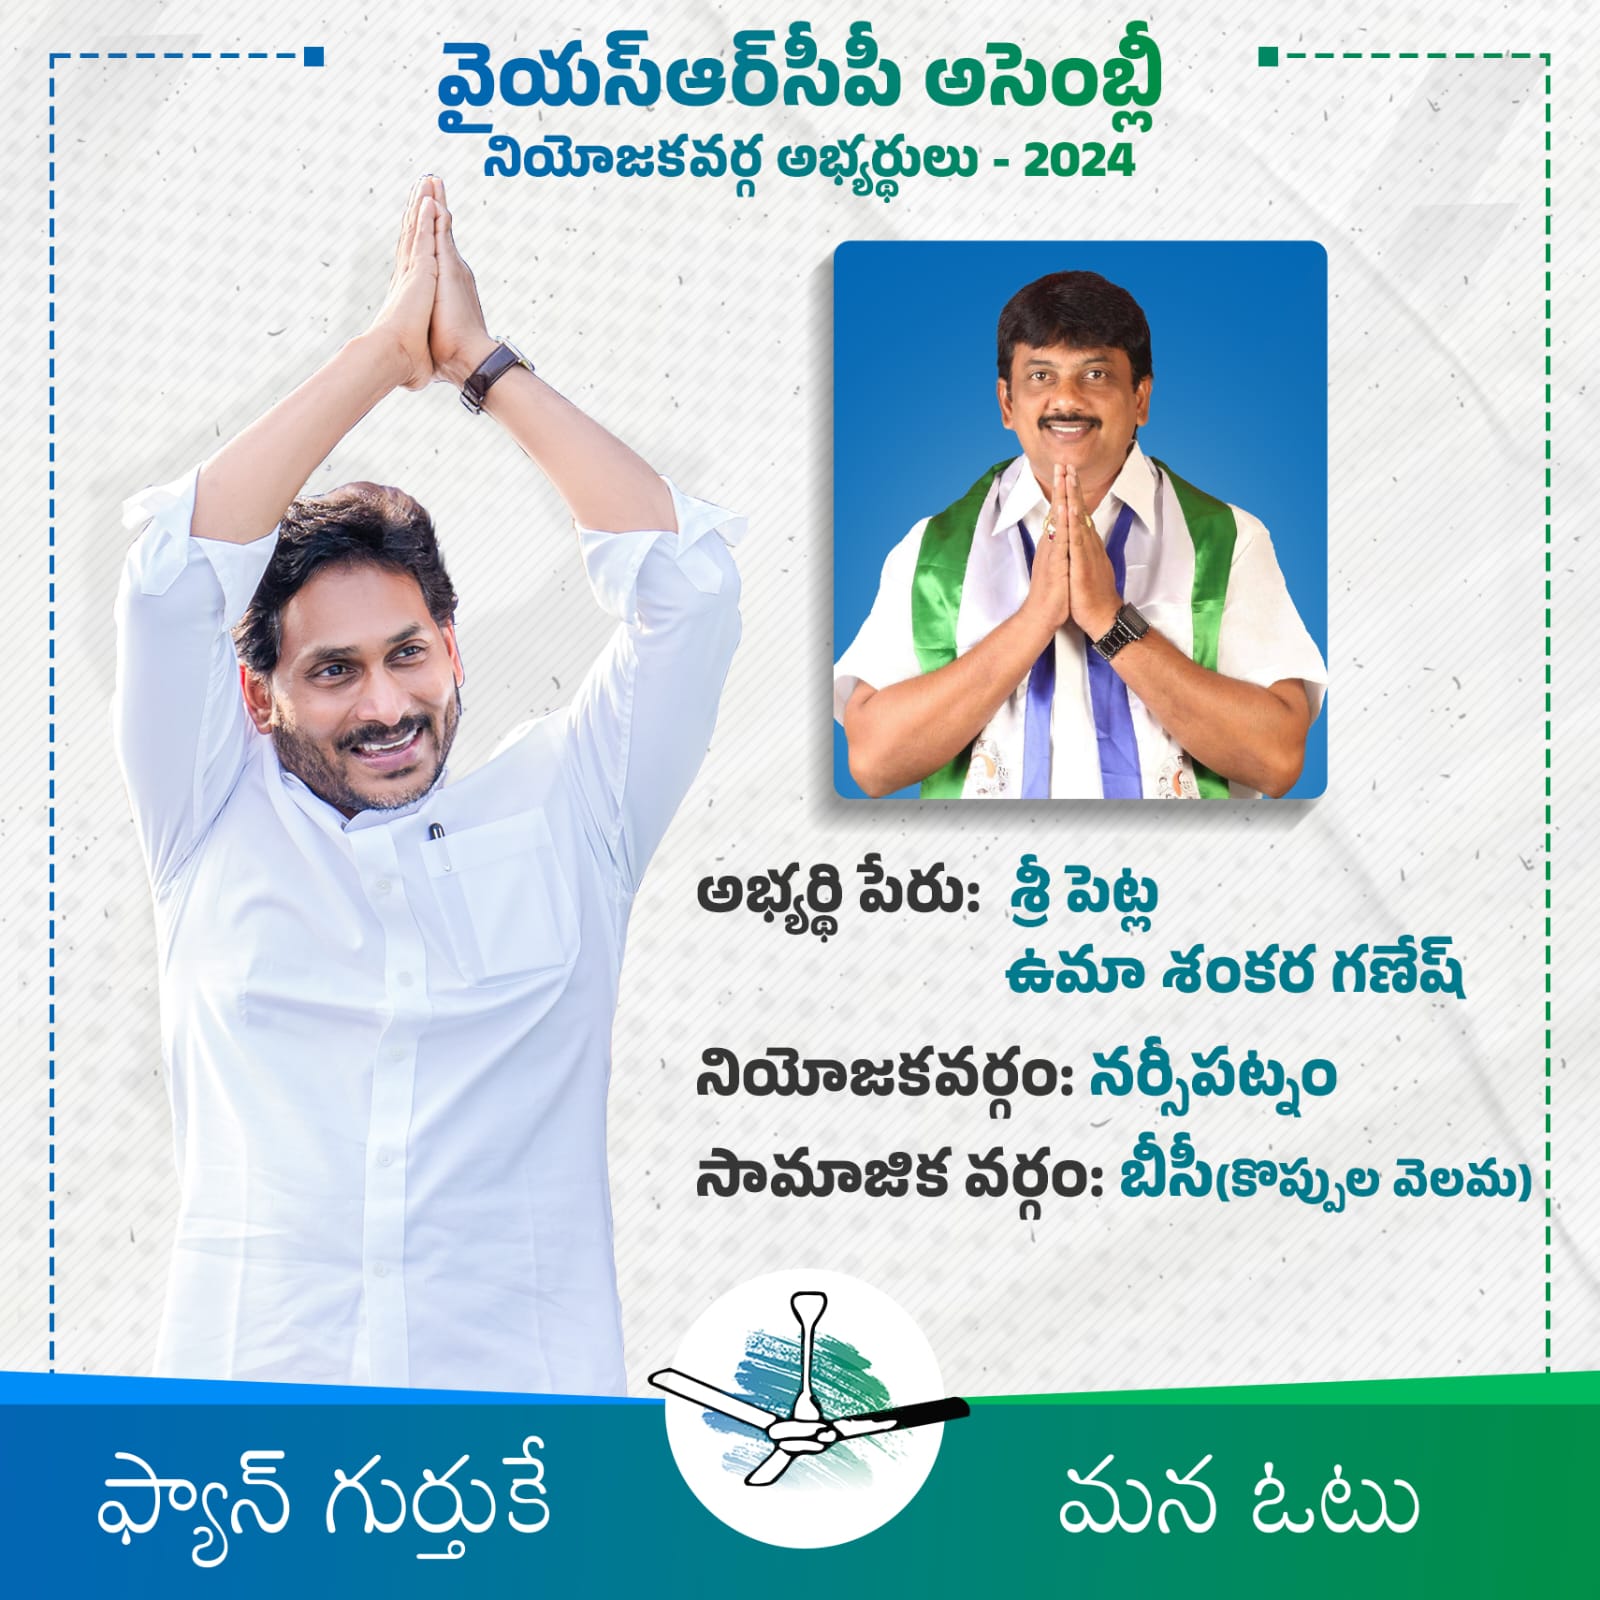 వైయస్ఆర్‌సీపీ అసెంబ్లీ
నియోజకవర్గ అభ్యర్థులు - 2024
అభ్యర్థి పేరు: శ్రీ పెట్ల
ఉమా శంకర గణేష్
నియోజకవర్గం: నర్సీపట్నం
సామాజిక వర్గం: బీసీ(కొప్పుల వెలమ)
ఫ్యాన్ గుర్తుకే మన ఓటు